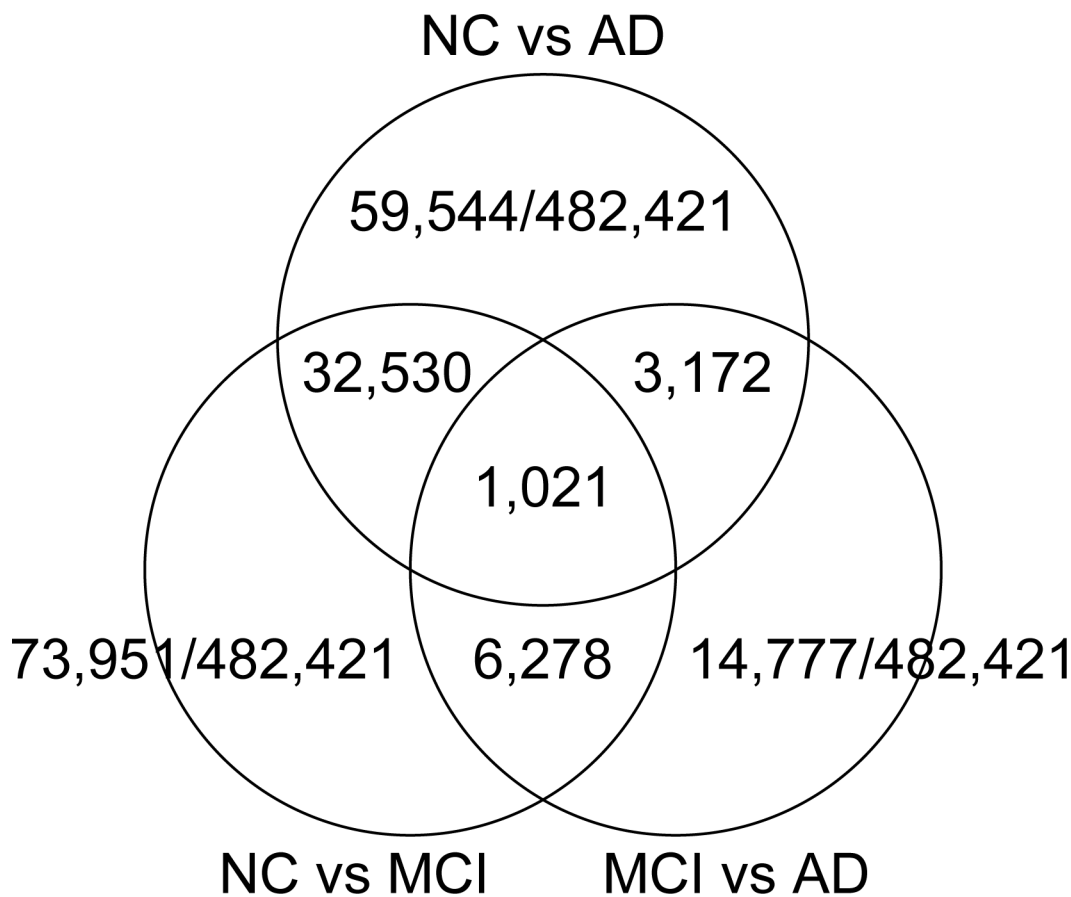 NC vs AD
59,544/482,421
32,530
3,172
1,021
73,951/482,421
6,278
14,777/482,421
NC vs MCI
MCI vs AD